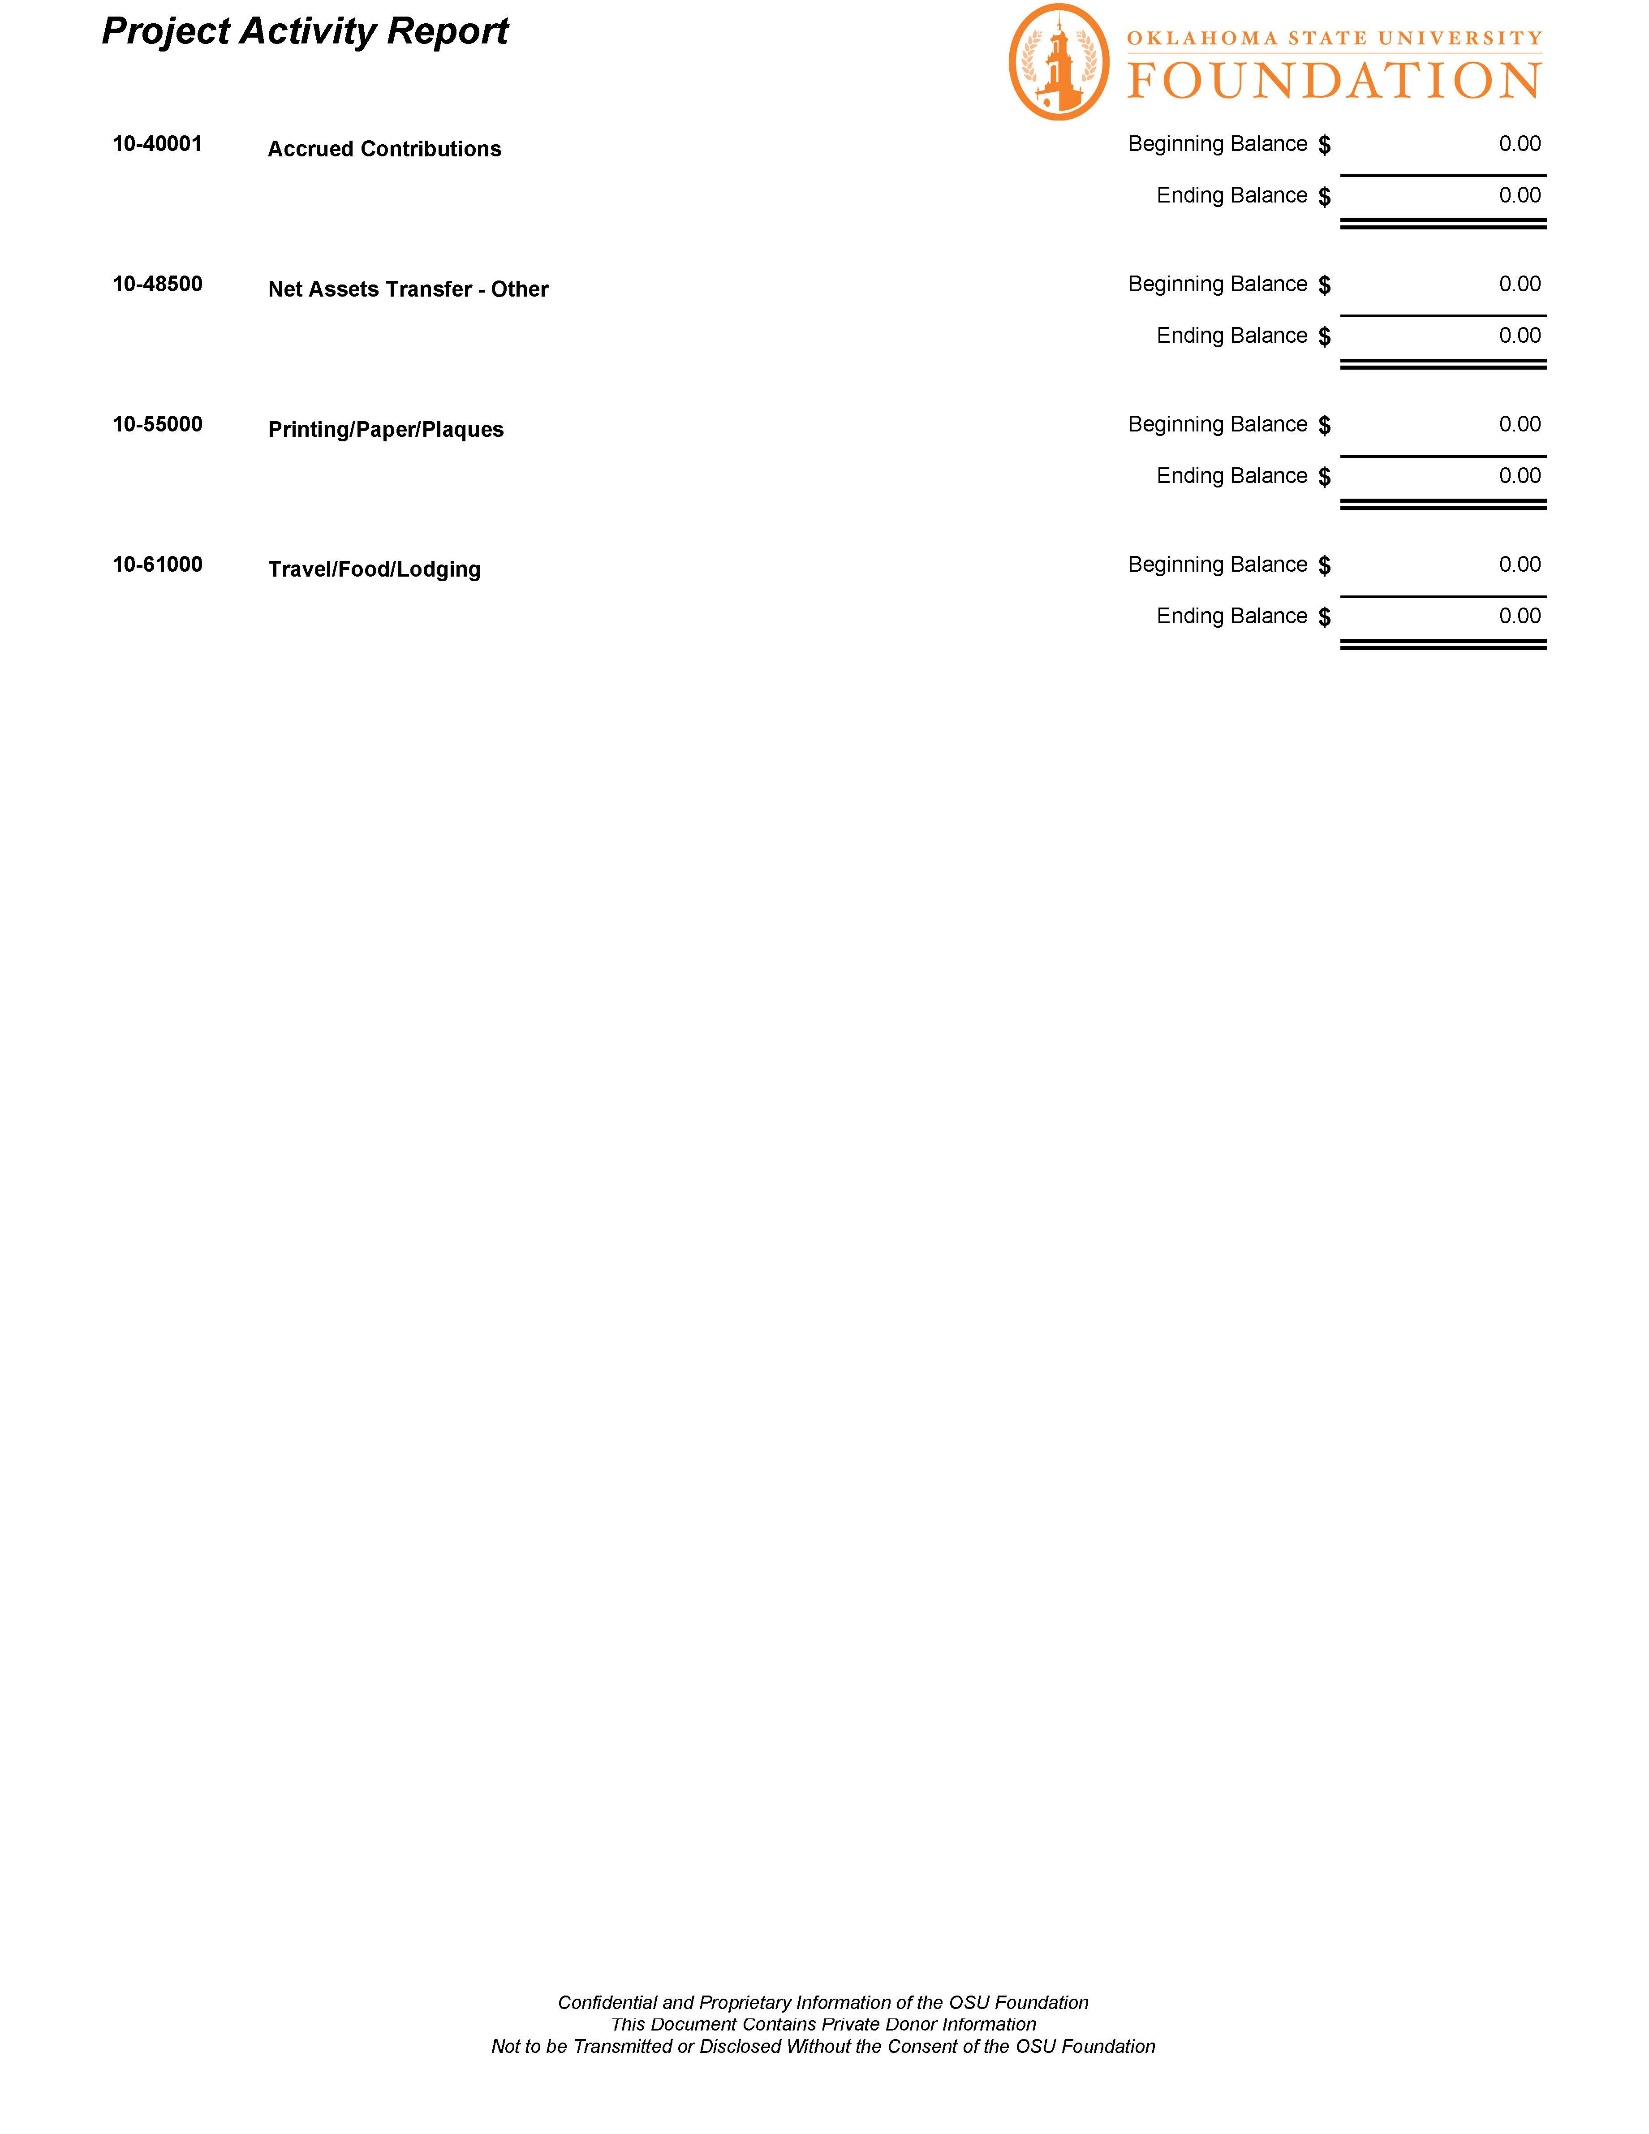 Project Activity Report
OKLAHOMA STATE UNIVERSITY
FOUNDATION
10-40001 Accrued Contributions Beginning Balance $ 0.00
Ending Balance $ 0.00
10-48500 Net Assets Transfer - Other Beginning Balance $ 0.00
Ending Balance $ 0.00
10-55000 Printing/Paper/Plaques Beginning Balance $ 0.00
Ending Balance $ 0.00
10-61000 Travel/Food/Lodging Beginning Balance $ 0.00
Ending Balance $ 0.00
Confidential and Proprietary Information of the OSU Foundation
This Document Contains Private Donor Information
Not to be Transmitted or Disclosed Without the Consent of the OSU Foundation